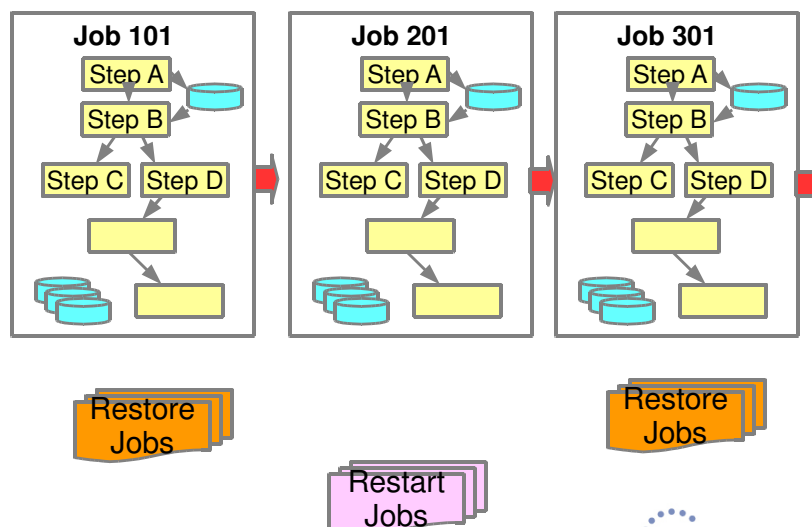 Job 101
Job 201
Job 301
Step A
Step A
Step A
Step B
Step B
Step B
Step C
Step D
Step C
Step D
Step C
Step D
Restore
Jobs
Restore
Jobs
Restart
Jobs